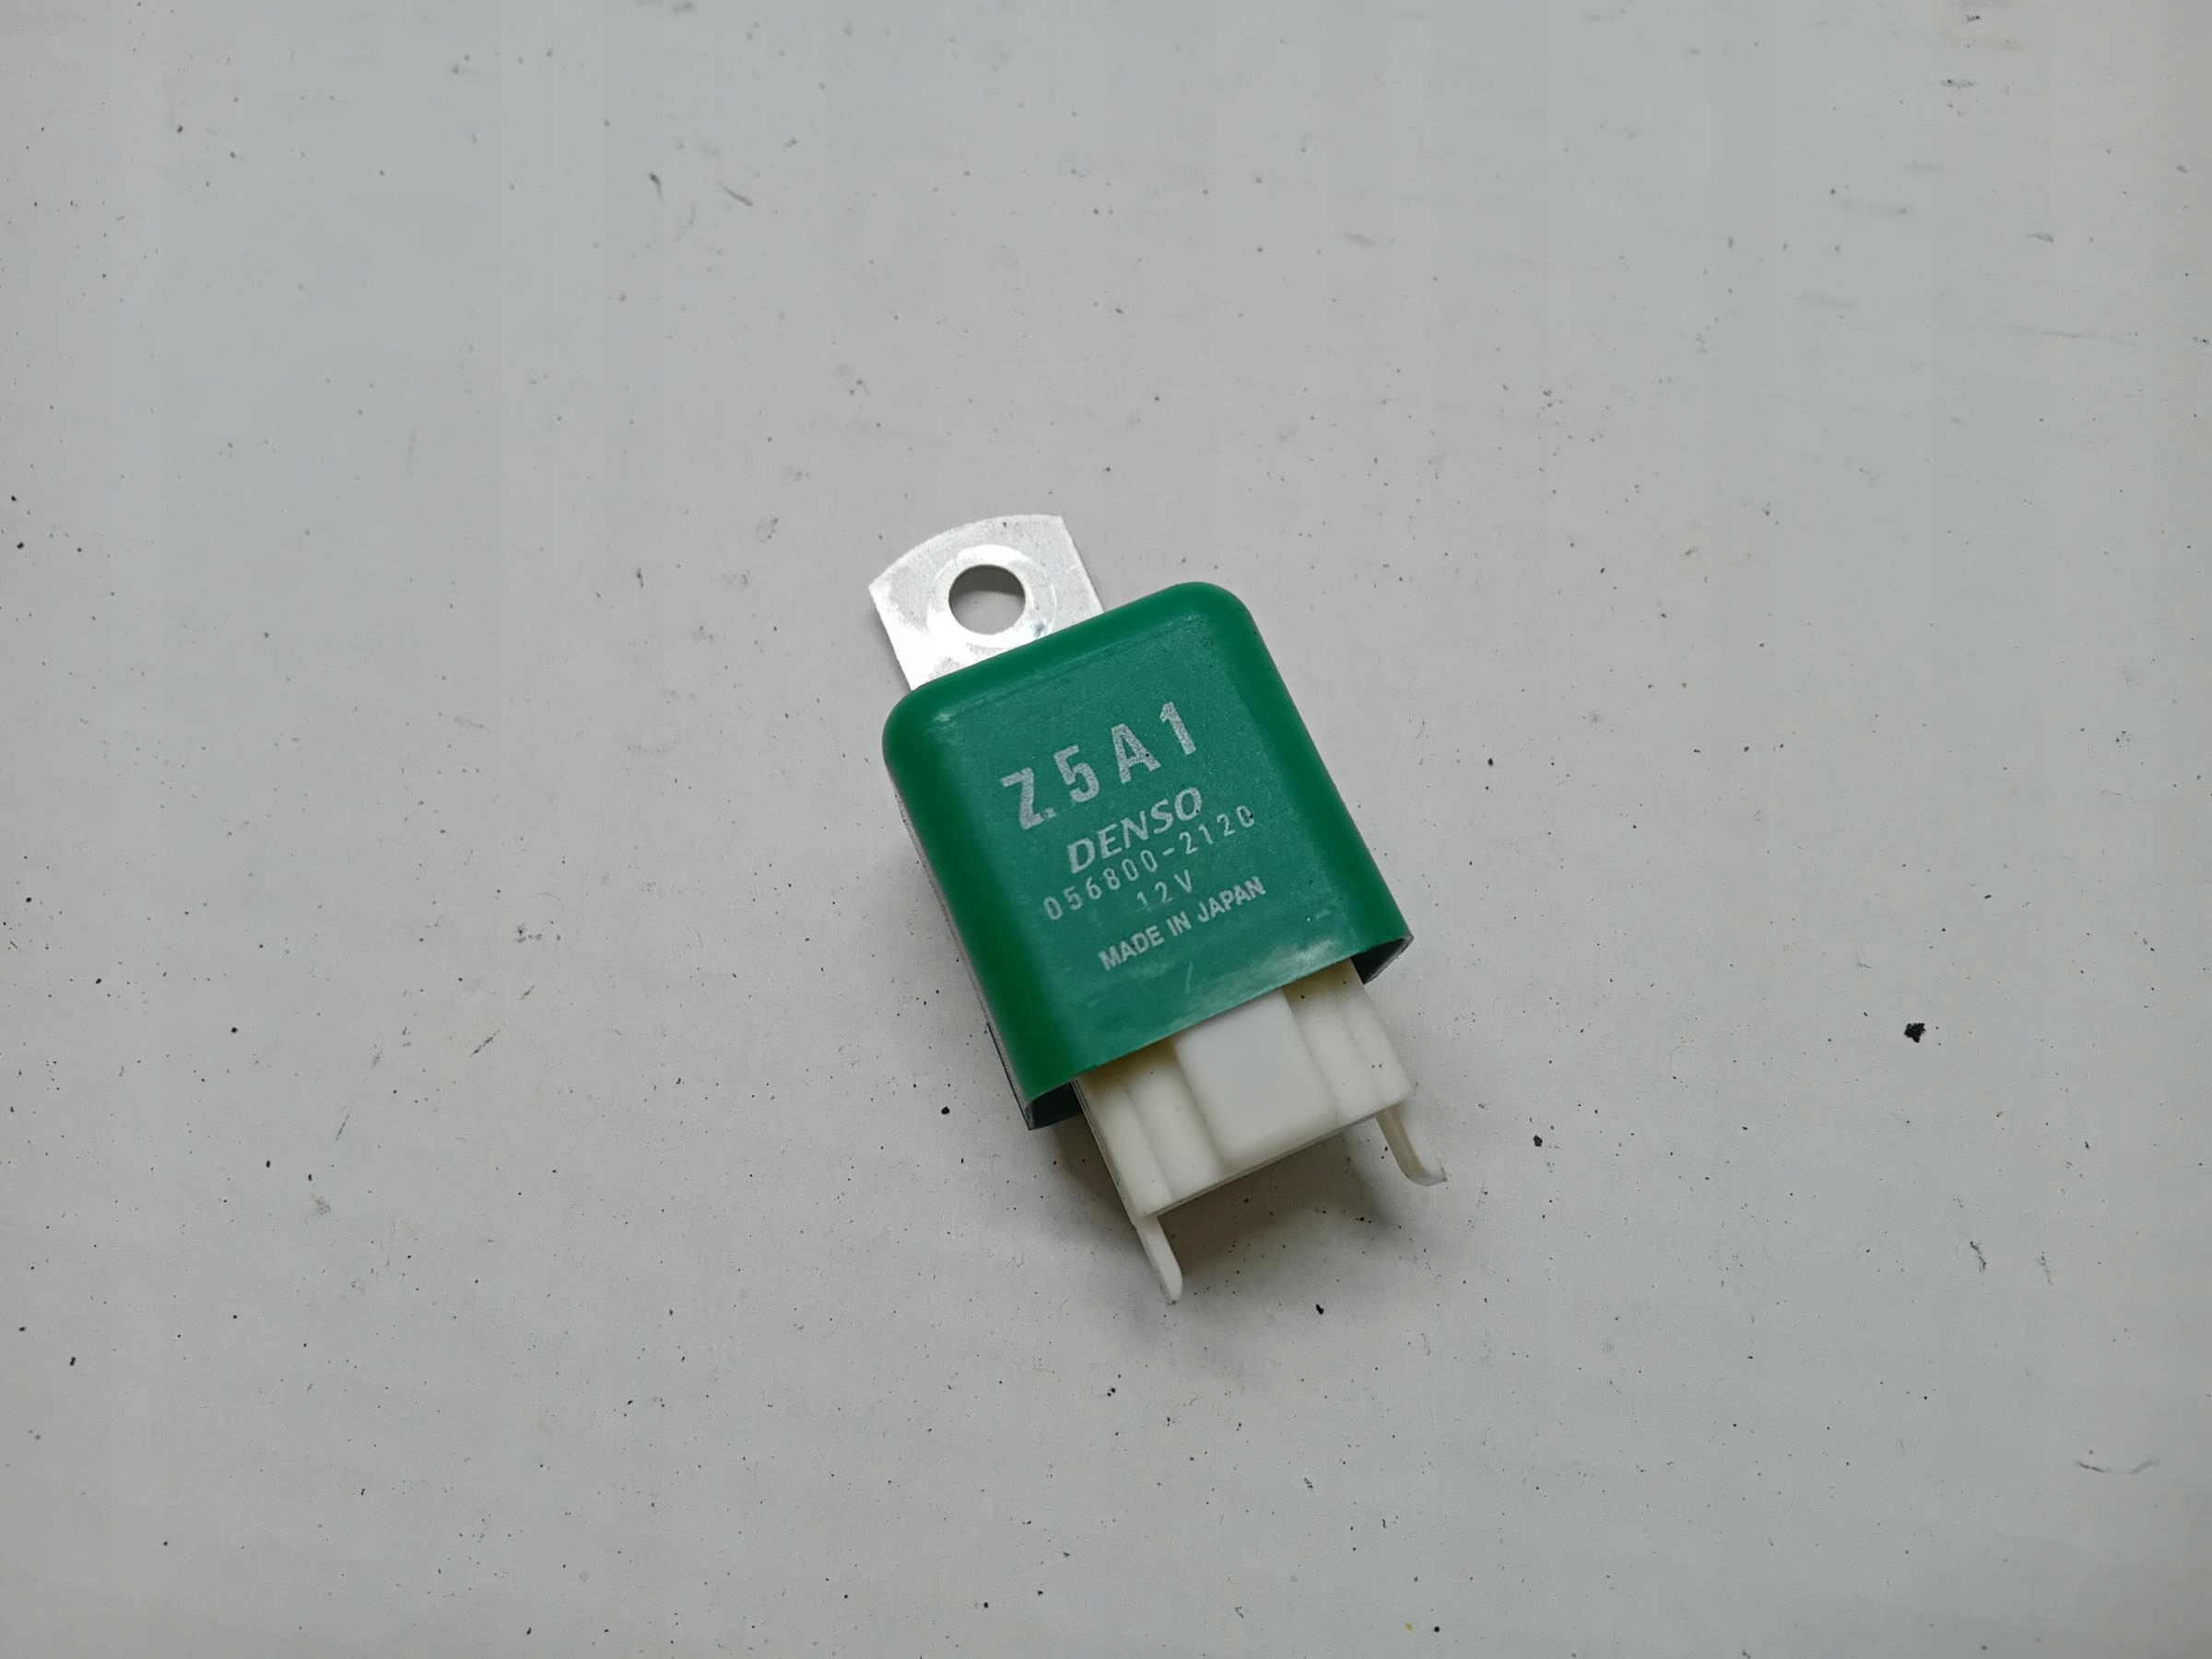 Z5A1
DENSO
056800-2120
12V
MADE IN JAPAN